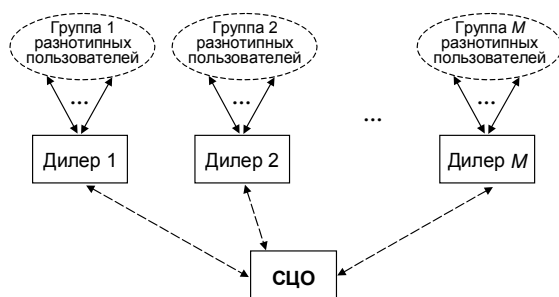 Группа 1
разнотипных
пользователей
Группа 2
разнотипных
пользователей
Группа M
разнотипных
пользователей
...
...
...
...
Дилер 1
Дилер 2
Дилер M
СЦО